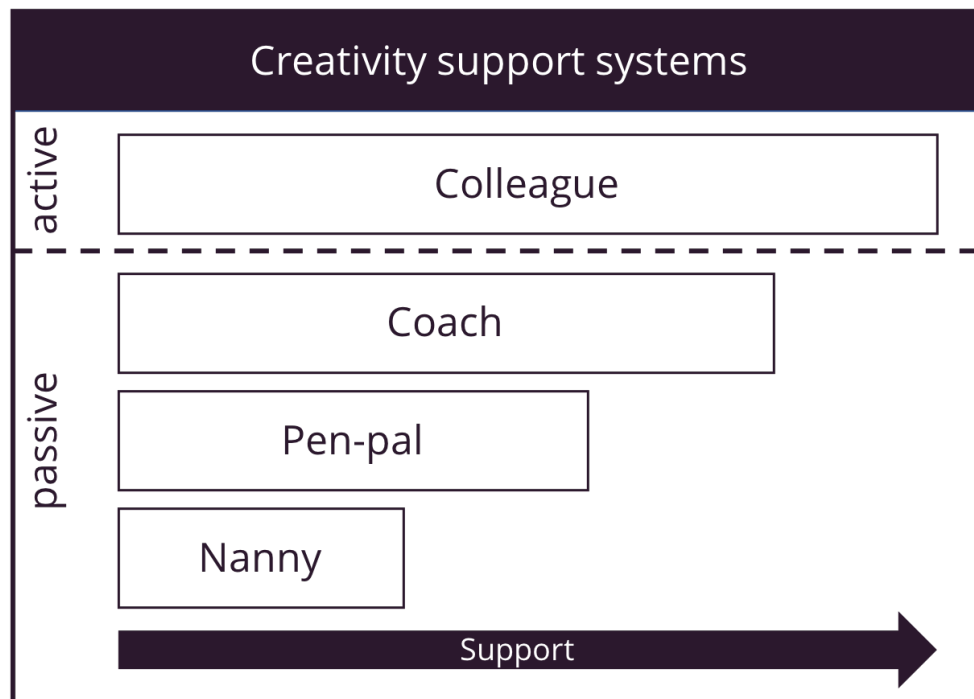 Creativity support systems
active
Colleague
passive
Coach
Pen-pal
Nanny
Support